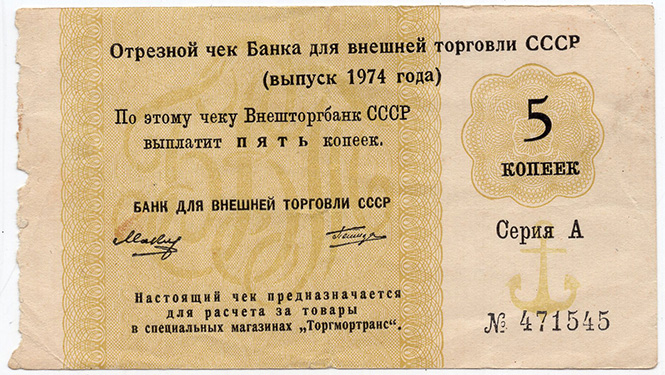 Отрезной чек Банка для внешней торговли СССР
(выпуск 1974 года)
По этому чеку Внешторгбанк СССР
выплатит ПЯТЬ копеек.
5
КОПЕЕК
БАНК ДЛЯ ВНЕШНЕЙ ТОРГОВЛИ СССР
Серия А
Настоящий чек предназначается
для расчета за товары
в специальных магазинах „Торгмортранс“.
№ 471545